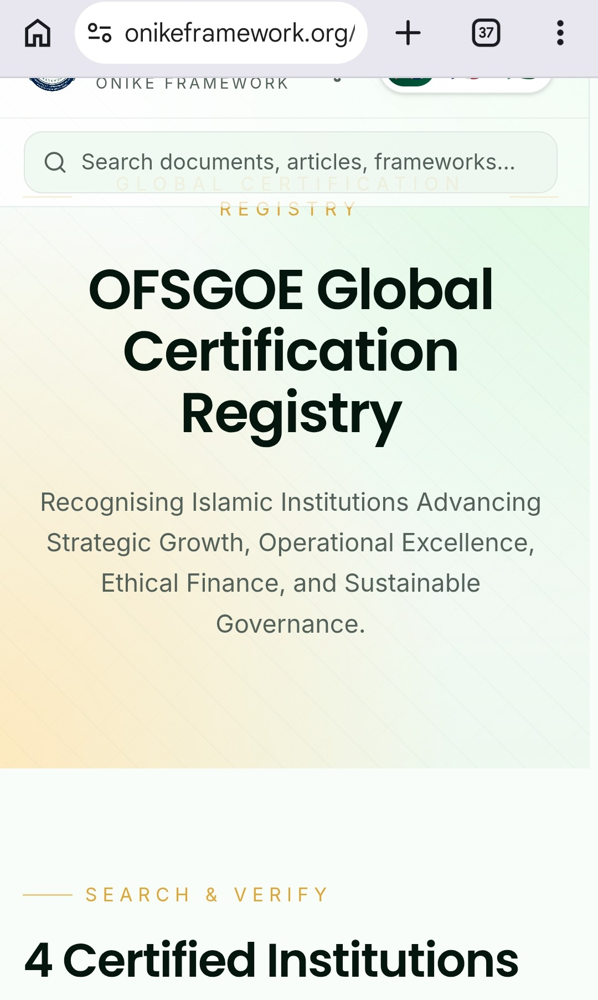 onikeframework.org/
37
ONIKE FRAMEWORK
Search documents, articles, frameworks...
GLOBAL CERTIFICATION
REGISTRY
OFSGOE Global
Certification
Registry
Recognising Islamic Institutions Advancing
Strategic Growth, Operational Excellence,
Ethical Finance, and Sustainable
Governance.
SEARCH & VERIFY
4 Certified Institutions